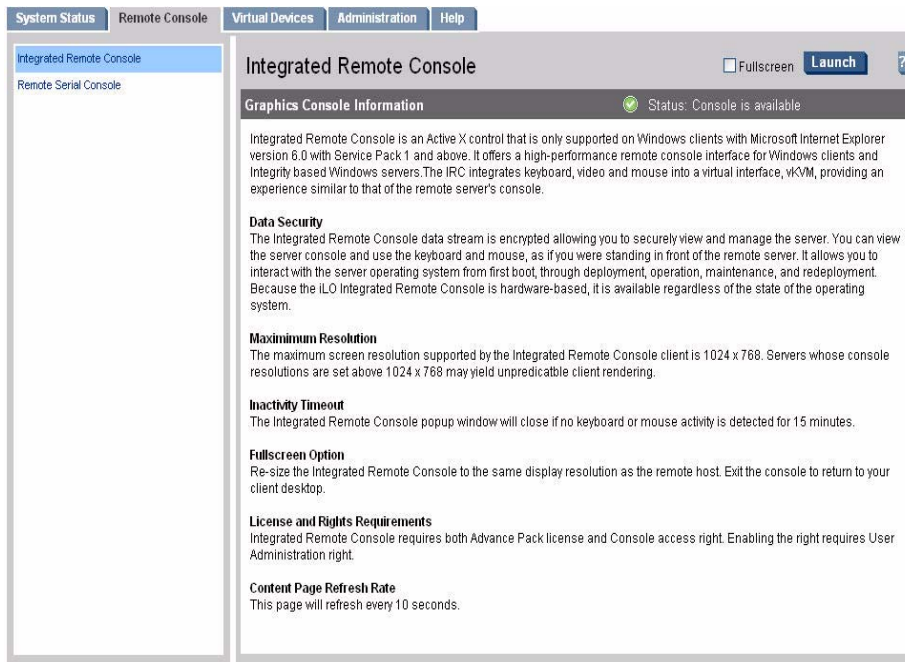 System Status
Remote Console
Virtual Devices
Administration
Help
Integrated Remote Console
Remote Serial Console
Integrated Remote Console
Fullscreen
Launch
?
Graphics Console Information
Status: Console is available
Integrated Remote Console is an Active X control that is only supported on Windows clients with Microsoft Internet Explorer
version 6.0 with Service Pack 1 and above. It offers a high-performance remote console interface for Windows clients and
Integrity based Windows servers.The IRC integrates keyboard, video and mouse into a virtual interface, vKVM, providing an
experience similar to that of the remote server's console.
Data Security
The Integrated Remote Console data stream is encrypted allowing you to securely view and manage the server. You can view
the server console and use the keyboard and mouse, as if you were standing in front of the remote server. It allows you to
interact with the server operating system from first boot, through deployment, operation, maintenance, and redeployment.
Because the iLO Integrated Remote Console is hardware-based, it is available regardless of the state of the operating
system.
Maximimum Resolution
The maximum screen resolution supported by the Integrated Remote Console client is 1024 x 768. Servers whose console
resolutions are set above 1024 x 768 may yield unpredicatble client rendering.
Inactivity Timeout
The Integrated Remote Console popup window will close if no keyboard or mouse activity is detected for 15 minutes.
Fullscreen Option
Re-size the Integrated Remote Console to the same display resolution as the remote host. Exit the console to return to your
client desktop.
License and Rights Requirements
Integrated Remote Console requires both Advance Pack license and Console access right. Enabling the right requires User
Administration right.
Content Page Refresh Rate
This page will refresh every 10 seconds.